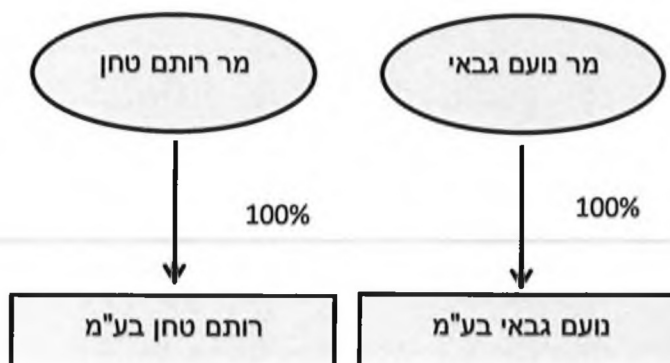 מר נועם גבאי
מר רותם טחן
100%
100%
נועם גבאי בע"מ
רותם טחן בע"מ